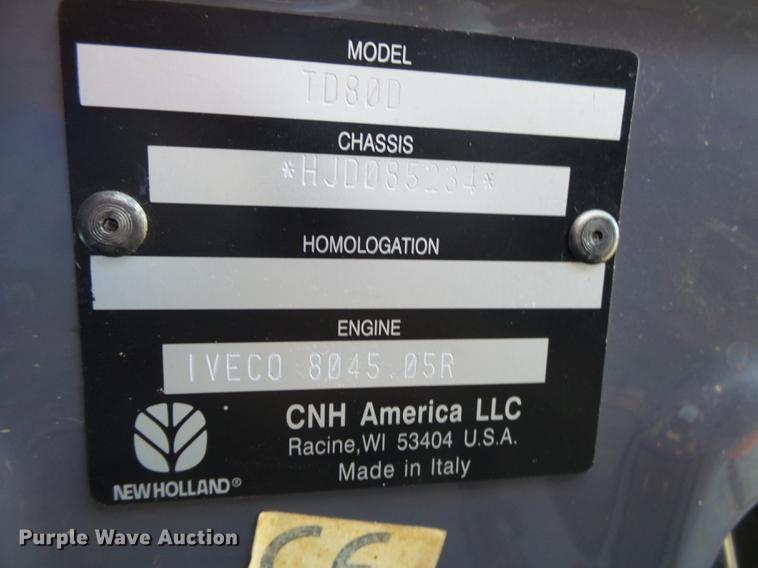 MODEL
TD80D
CHASSIS
*HJD085234*
HOMOLOGATION
ENGINE
IVECO 8045.05R
CNH America LLC
Racine, WI 53404 U.S.A.
Made in Italy
NEW HOLLAND®
CE
Purple Wave Auction